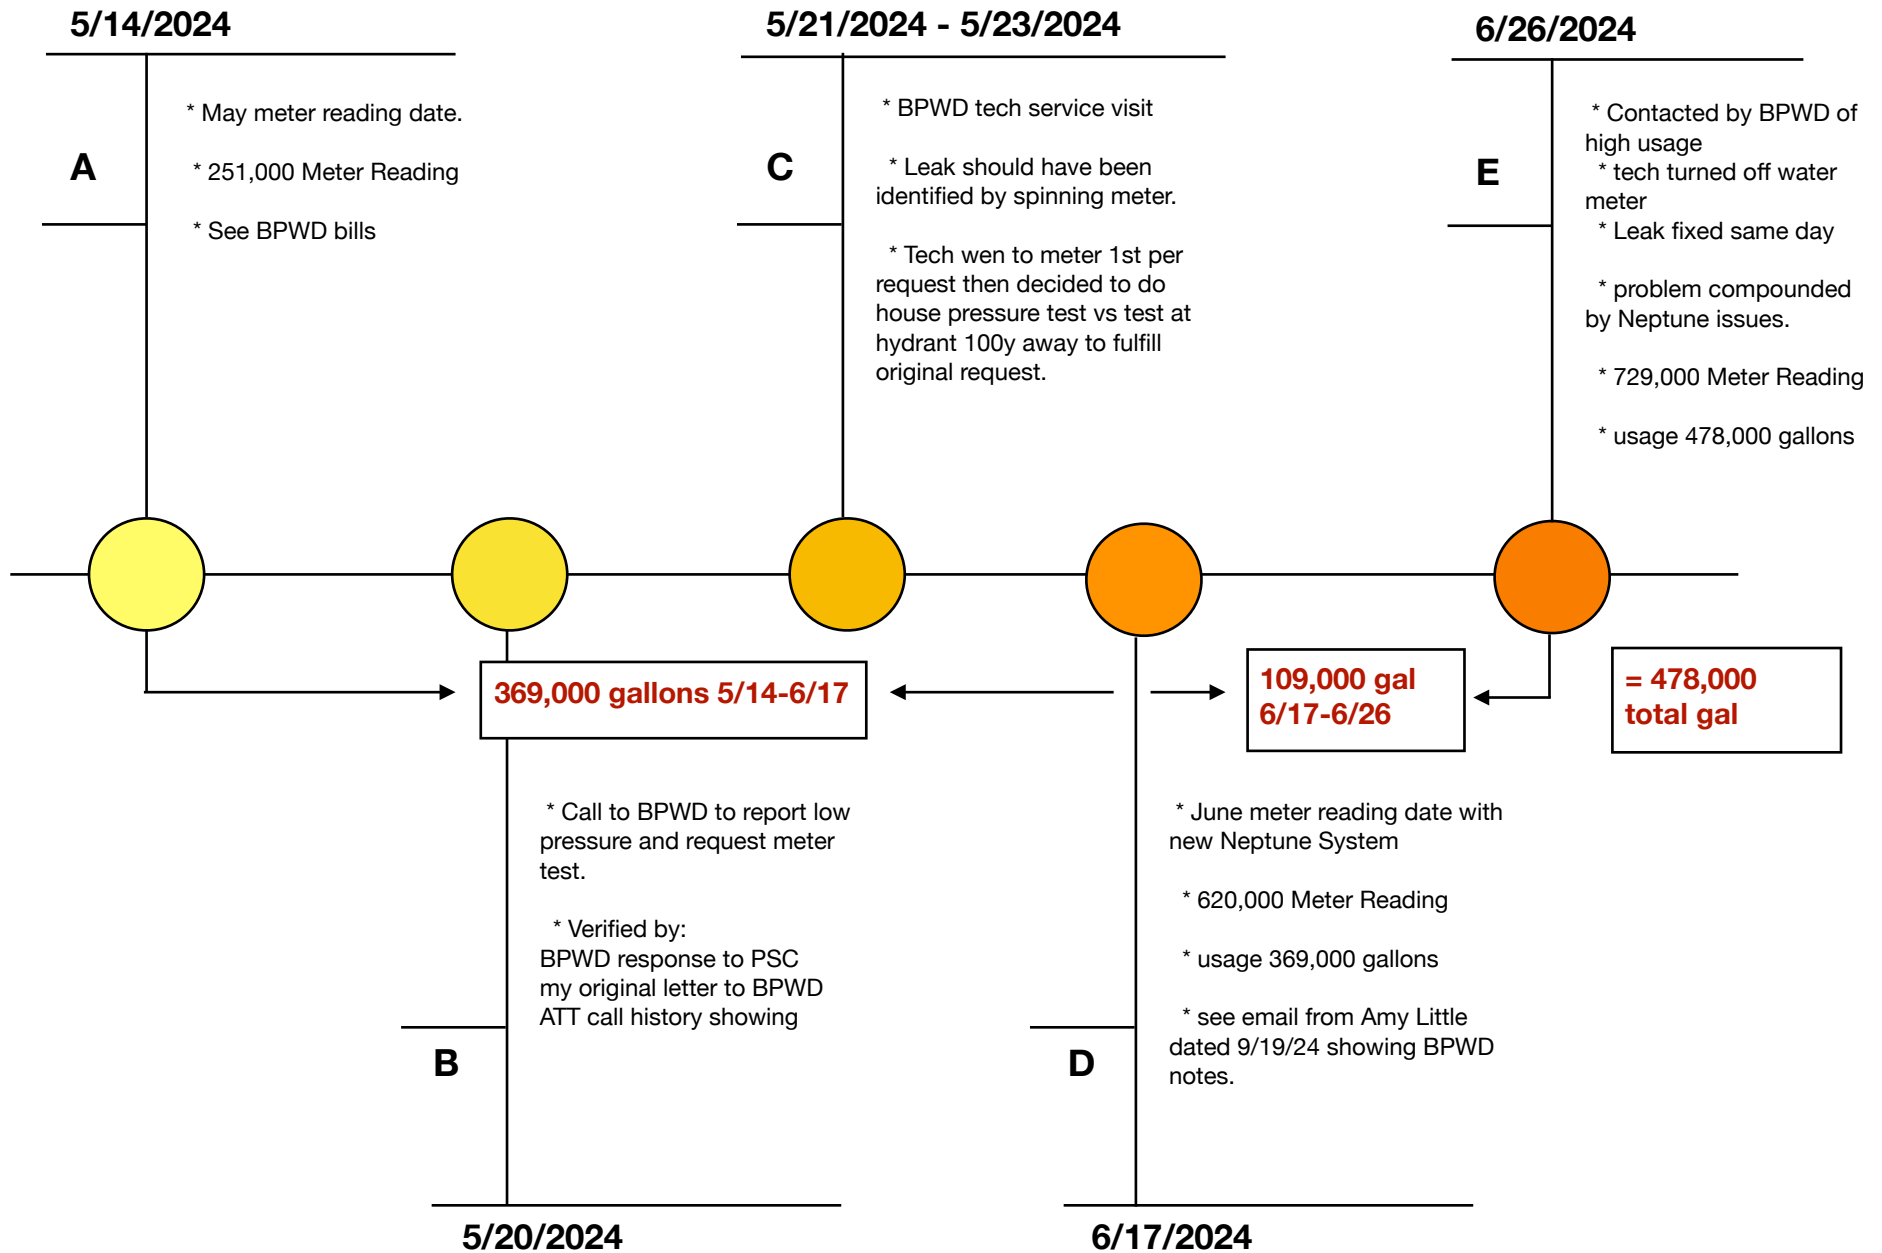 5/14/2024
A
* May meter reading date.
* 251,000 Meter Reading
* See BPWD bills
5/21/2024 - 5/23/2024
C
* BPWD tech service visit
* Leak should have been
identified by spinning meter.
* Tech wen to meter 1st per
request then decided to do
house pressure test vs test at
hydrant 100y away to fulfill
original request.
6/26/2024
E
* Contacted by BPWD of
high usage
* tech turned off water
meter
* Leak fixed same day
* problem compounded
by Neptune issues.
* 729,000 Meter Reading
* usage 478,000 gallons
369,000 gallons 5/14-6/17
109,000 gal
6/17-6/26
= 478,000
total gal
* Call to BPWD to report low
pressure and request meter
test.
* Verified by:
BPWD response to PSC
my original letter to BPWD
ATT call history showing
B
5/20/2024
* June meter reading date with
new Neptune System
* 620,000 Meter Reading
* usage 369,000 gallons
* see email from Amy Little
dated 9/19/24 showing BPWD
notes.
D
6/17/2024